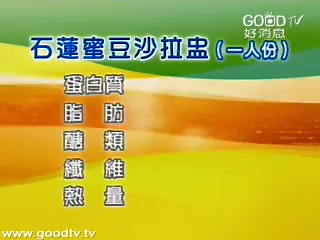 GOOD TV
好消息
石蓮蜜豆沙拉盅(一人份)
蛋白質
脂肪
醣類
纖維
熱量
www.goodtv.tv